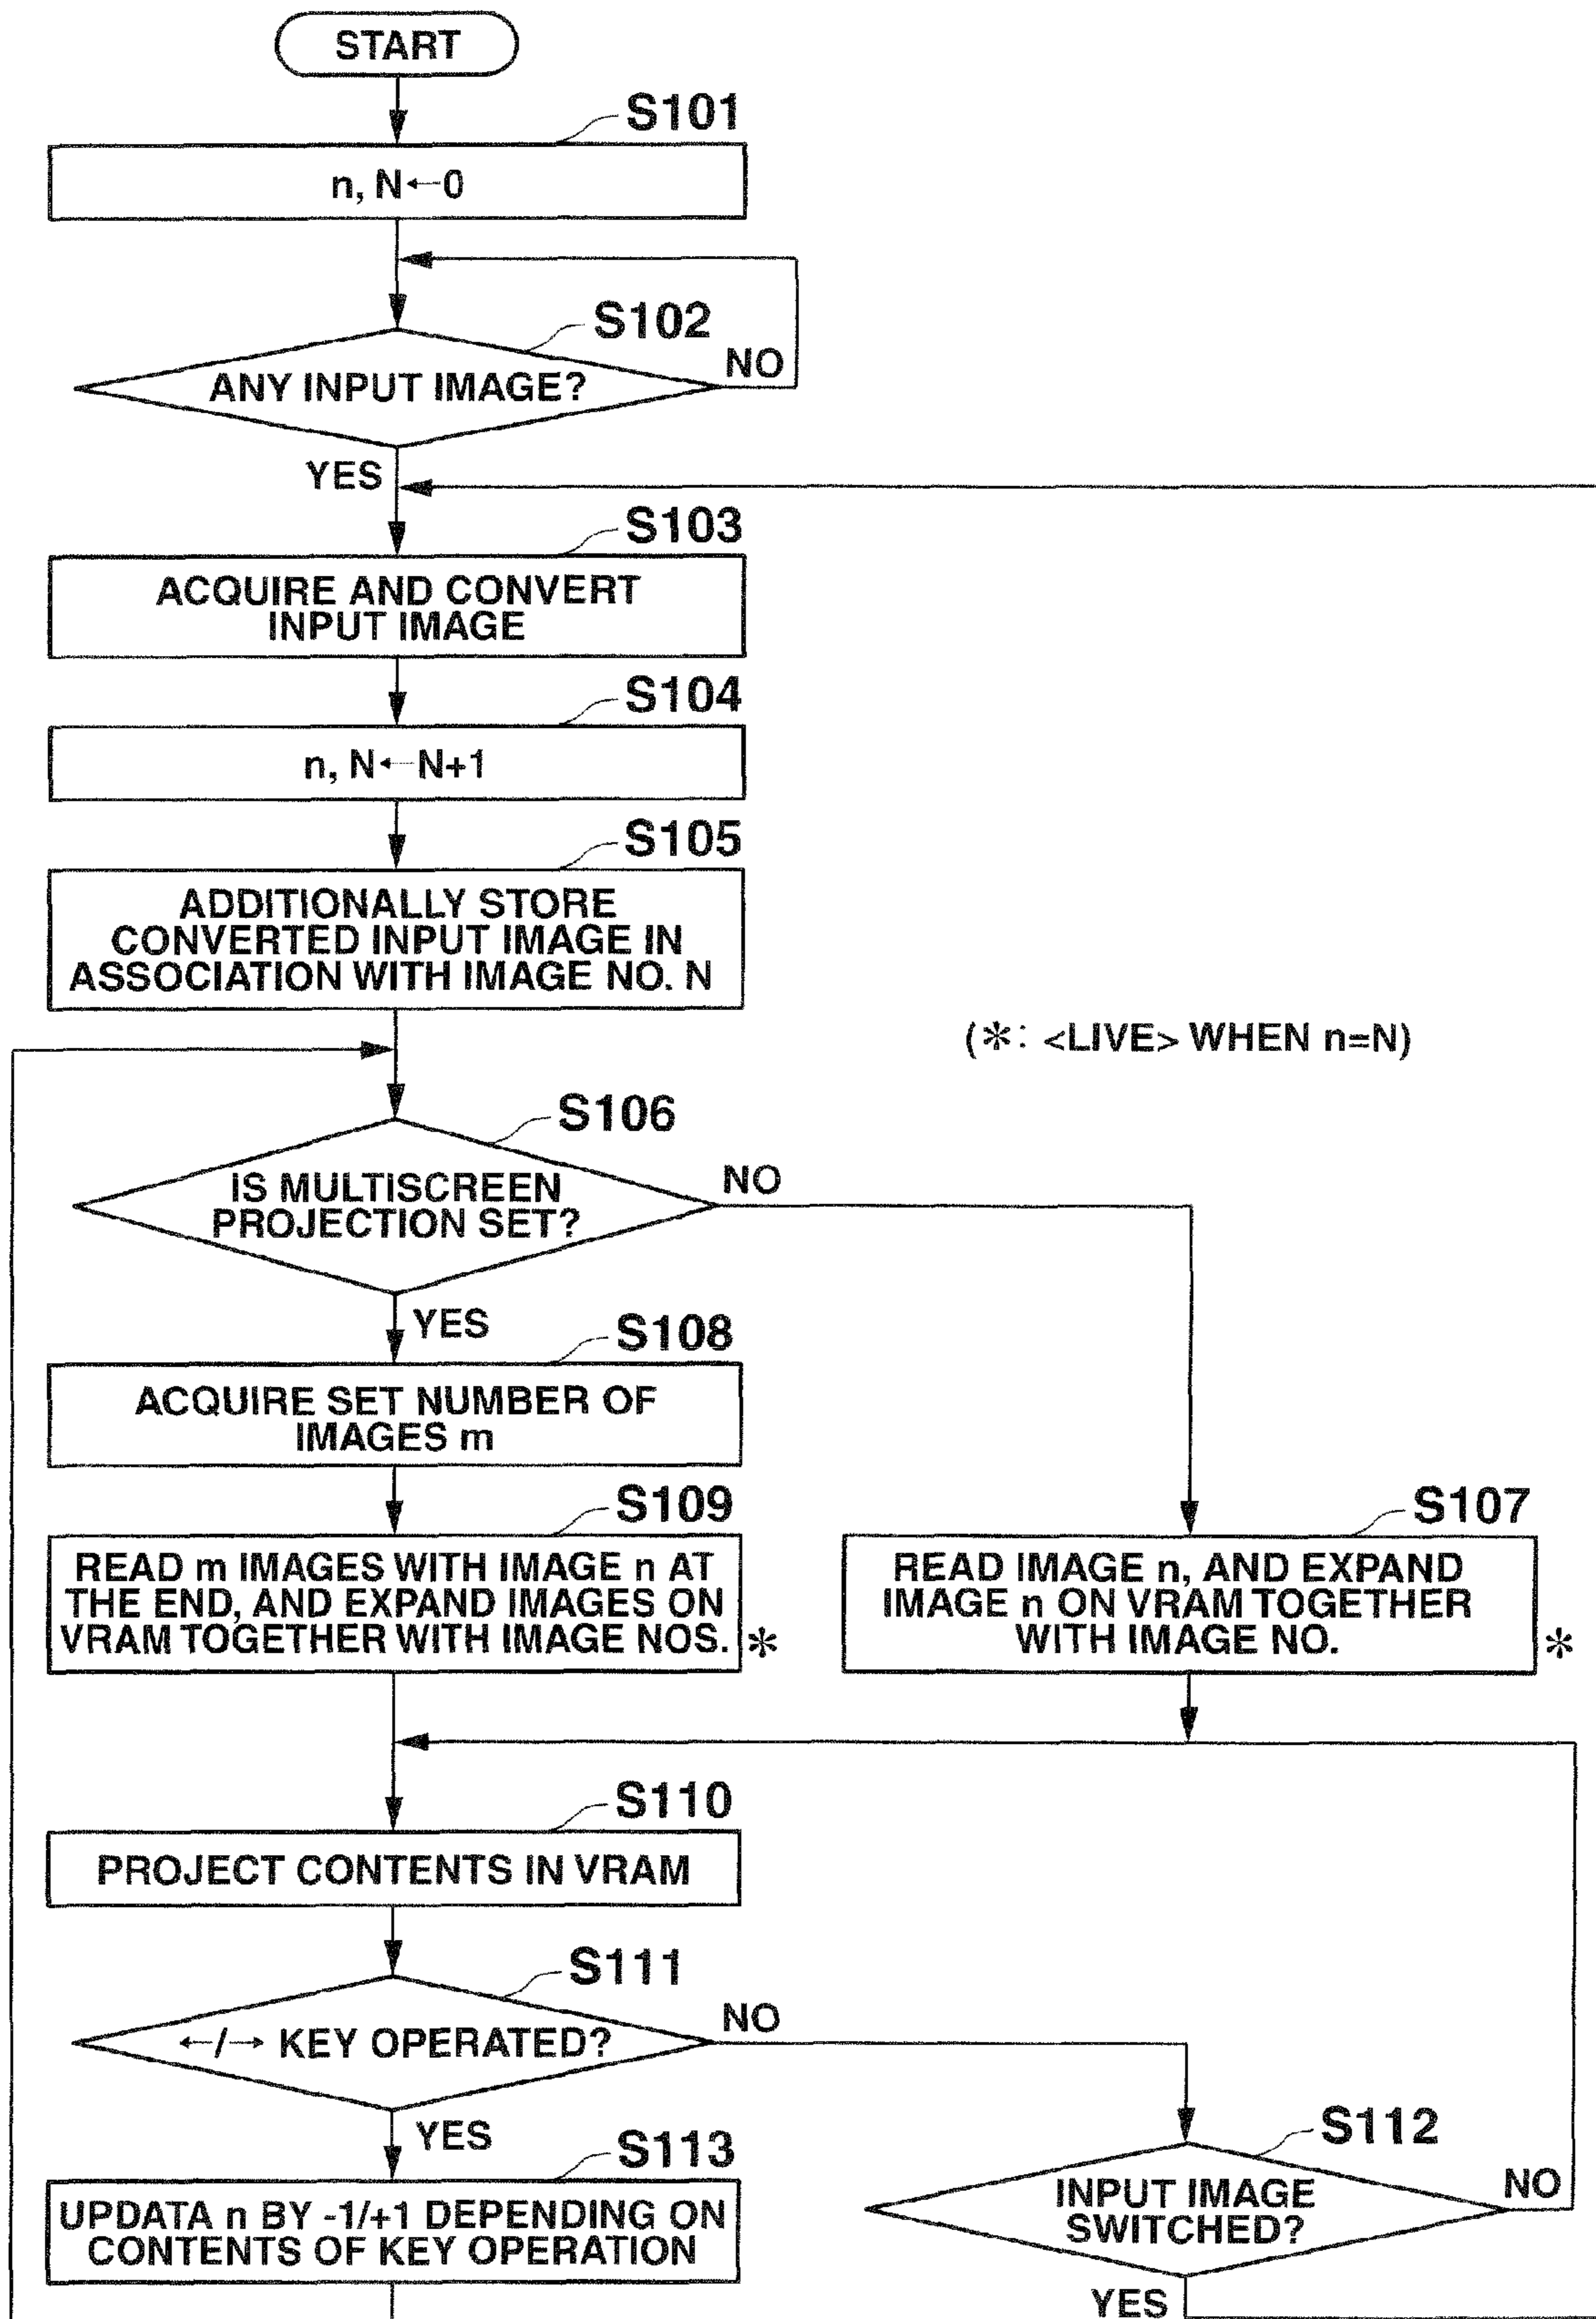 START
S101
n, N←0
S102
ANY INPUT IMAGE?
NO
YES
S103
ACQUIRE AND CONVERT
INPUT IMAGE
S104
n, N←N+1
S105
ADDITIONALLY STORE
CONVERTED INPUT IMAGE IN
ASSOCIATION WITH IMAGE NO. N
(*: <LIVE> WHEN n=N)
S106
IS MULTISCREEN
PROJECTION SET?
NO
YES
S108
ACQUIRE SET NUMBER OF
IMAGES m
S109
READ m IMAGES WITH IMAGE n AT
THE END, AND EXPAND IMAGES ON
VRAM TOGETHER WITH IMAGE NOS.
*
S107
READ IMAGE n, AND EXPAND
IMAGE n ON VRAM TOGETHER
WITH IMAGE NO.
*
S110
PROJECT CONTENTS IN VRAM
S111
←/→ KEY OPERATED?
NO
YES
S112
INPUT IMAGE
SWITCHED?
NO
YES
S113
UPDATA n BY -1/+1 DEPENDING ON
CONTENTS OF KEY OPERATION